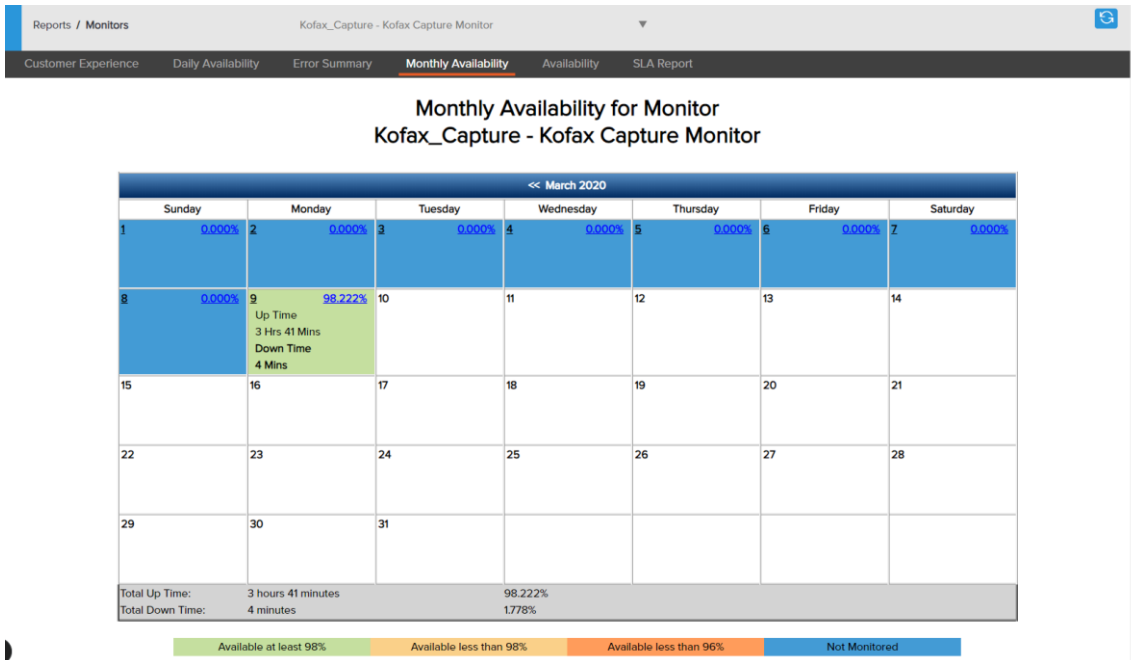 Reports / Monitors Kofax_Capture - Kofax Capture Monitor
Customer Experience Daily Availability Error Summary Monthly Availability Availability SLA Report
Monthly Availability for Monitor
Kofax_Capture - Kofax Capture Monitor
<< March 2020
Sunday Monday Tuesday Wednesday Thursday Friday Saturday
1 0.000% 2 0.000% 3 0.000% 4 0.000% 5 0.000% 6 0.000% 7 0.000%
8 0.000% 9 98.222% 10 11 12 13 14
Up Time
3 Hrs 41 Mins
Down Time
4 Mins
15 16 17 18 19 20 21
22 23 24 25 26 27 28
29 30 31
Total Up Time: 3 hours 41 minutes 98.222%
Total Down Time: 4 minutes 1.778%
Available at least 98% Available less than 98% Available less than 96% Not Monitored